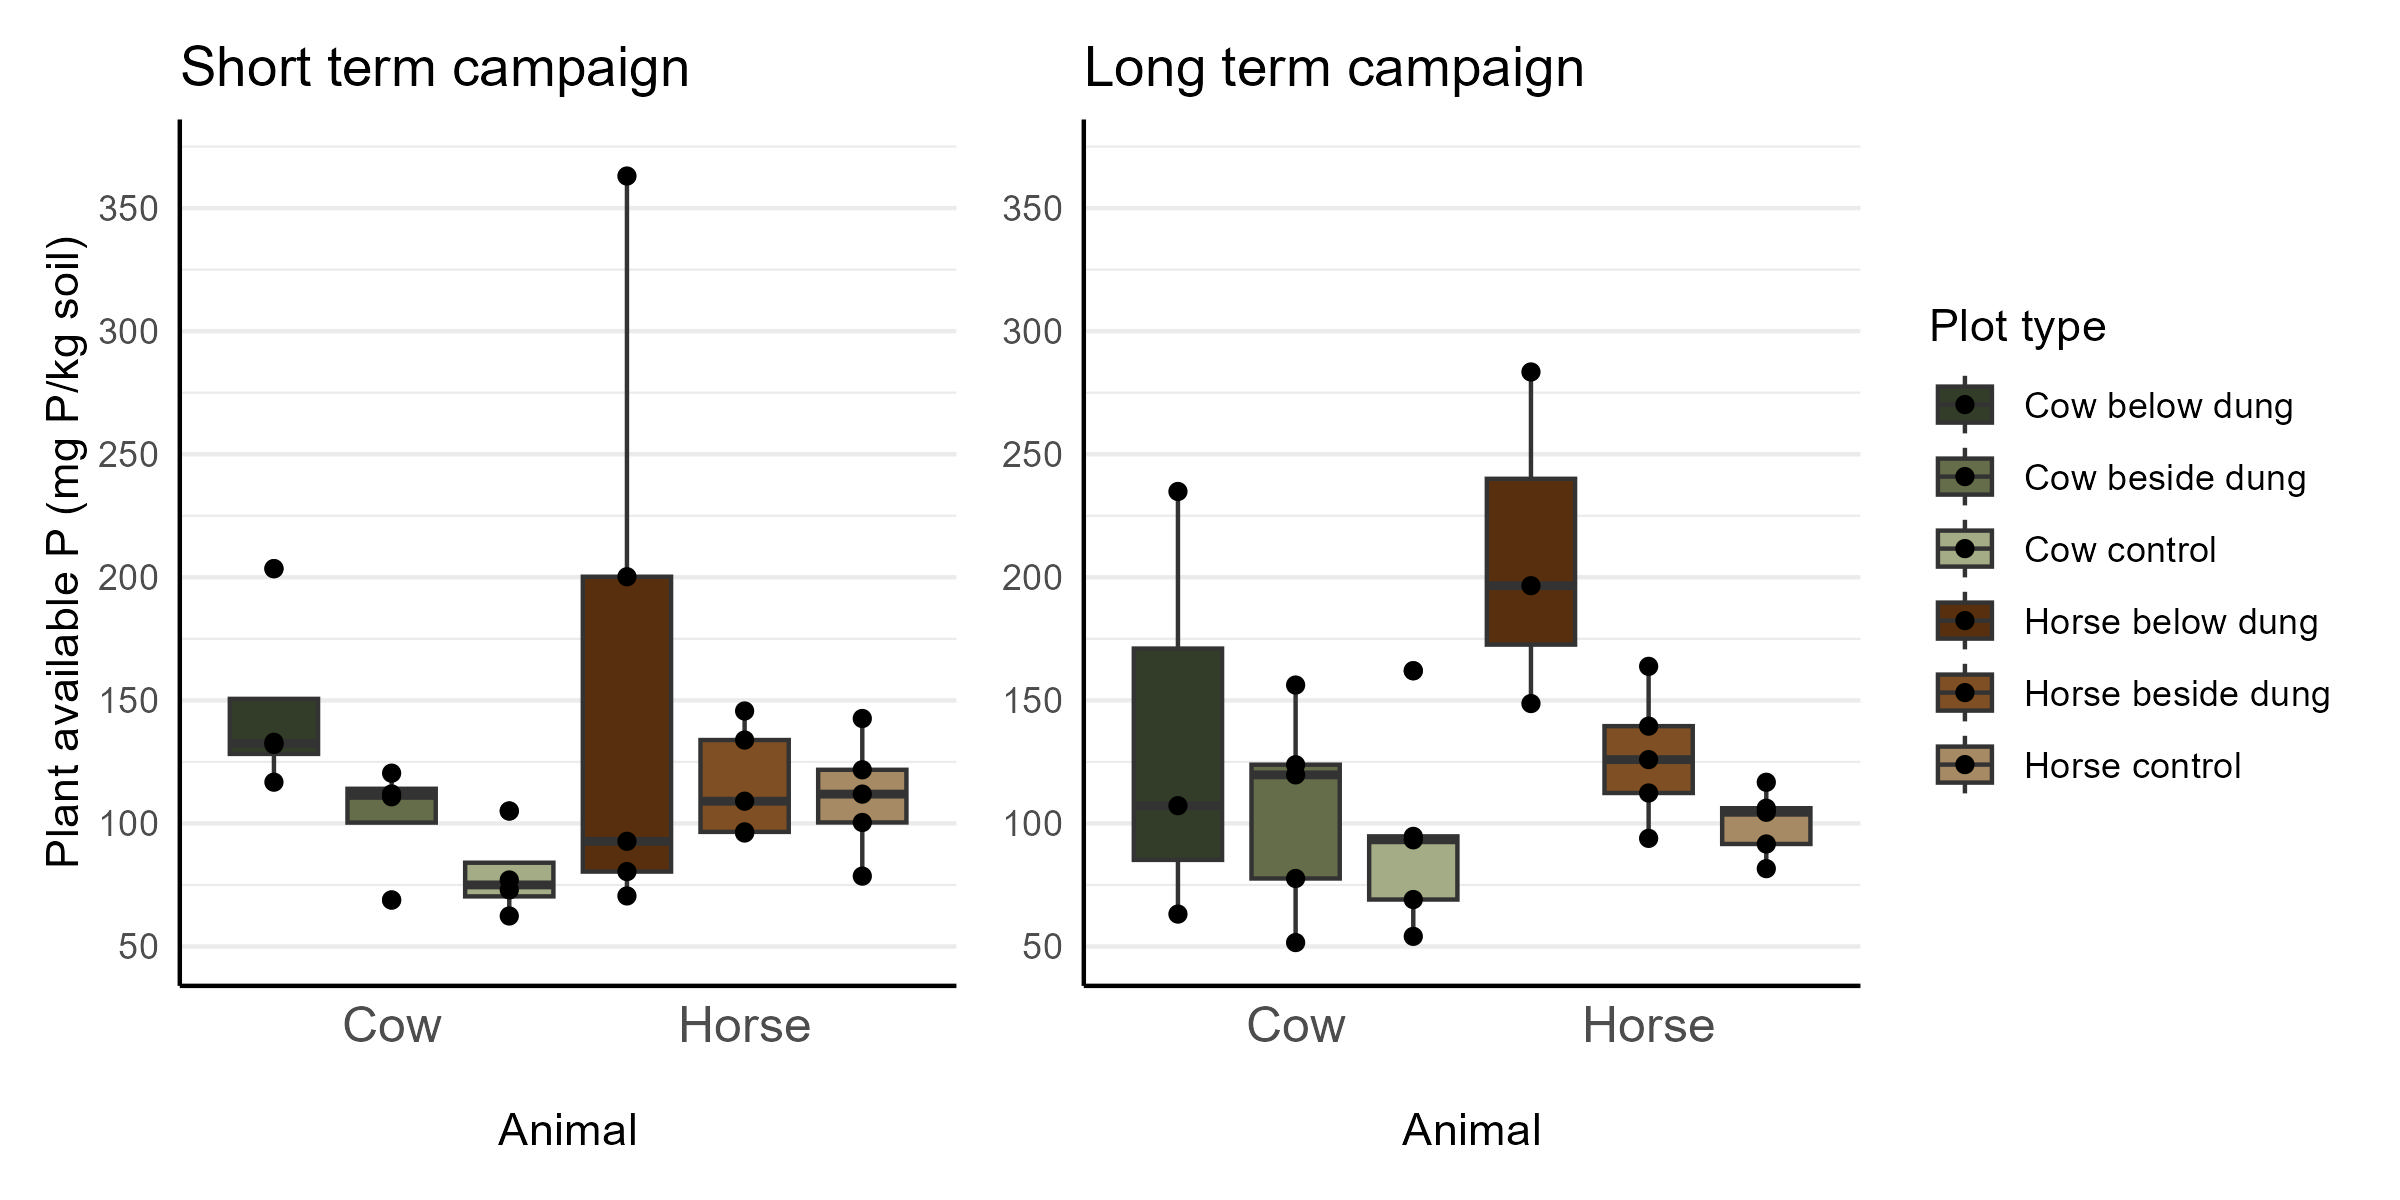 Short term campaign
Long term campaign
Plant available P (mg P/kg soil)
350
300
250
200
150
100
50
350
300
250
200
150
100
50
Cow
Horse
Cow
Horse
Animal
Animal
Plot type
Cow below dung
Cow beside dung
Cow control
Horse below dung
Horse beside dung
Horse control